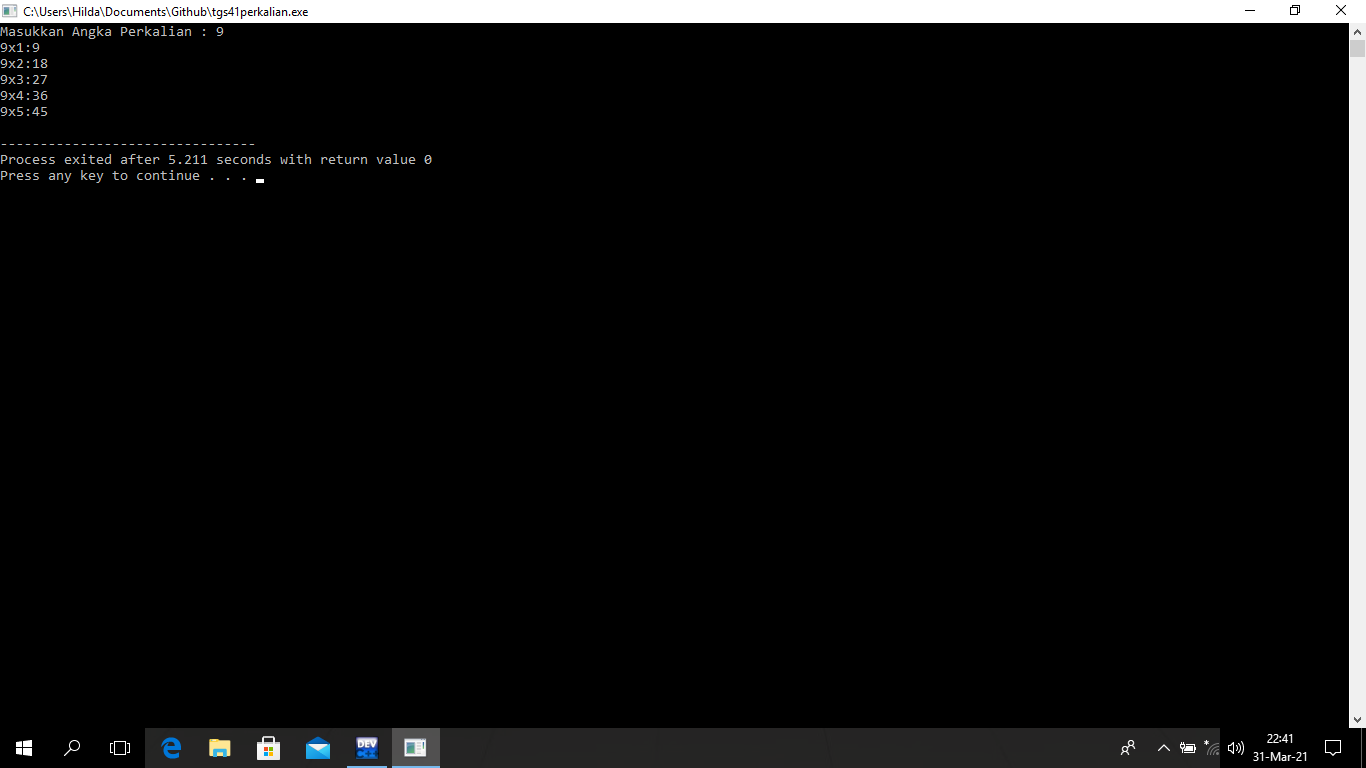 C:\Users\Hilda\Documents\Github\tgs41perkalian.exe
Masukkan Angka Perkalian : 9
9x1:9
9x2:18
9x3:27
9x4:36
9x5:45
--------------------------------
Process exited after 5.211 seconds with return value 0
Press any key to continue . . .
DEV
C++
22:41
31-Mar-21